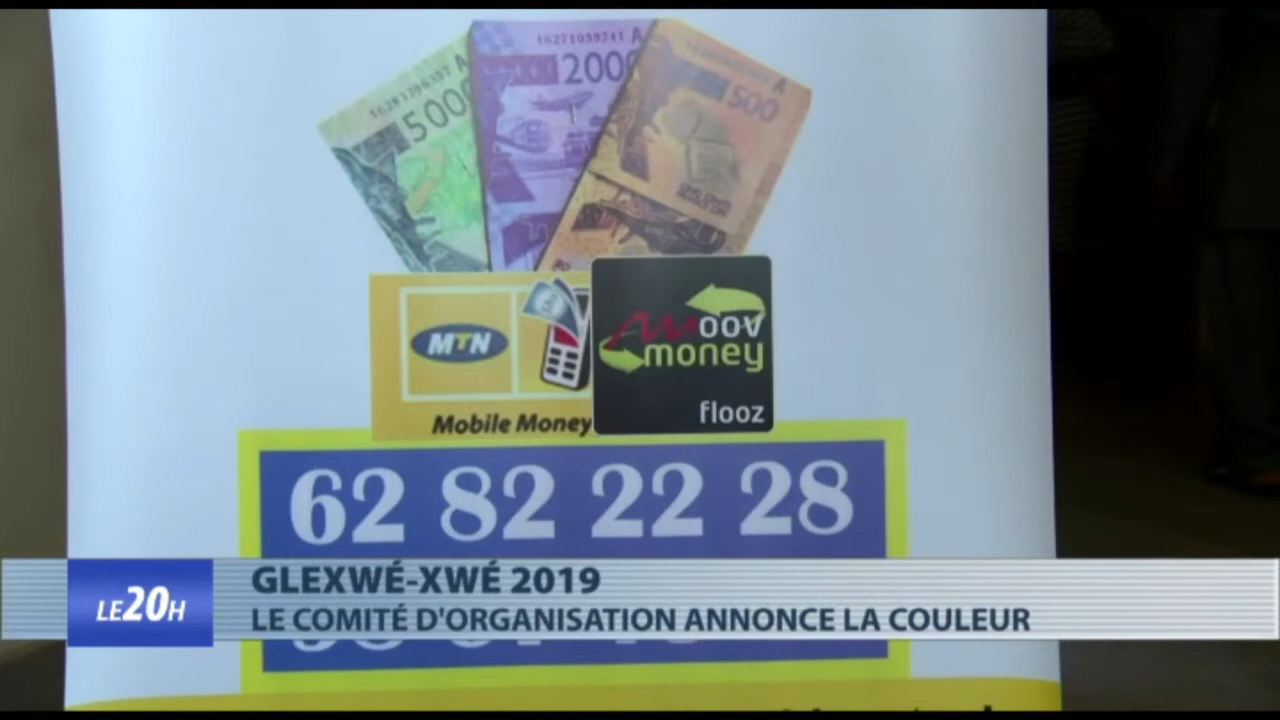 5000
2000
500
MTN
Mobile Money
moov
money
flooz
62 82 22 28
LE20H
GLEXWÉ-XWÉ 2019
LE COMITÉ D'ORGANISATION ANNONCE LA COULEUR